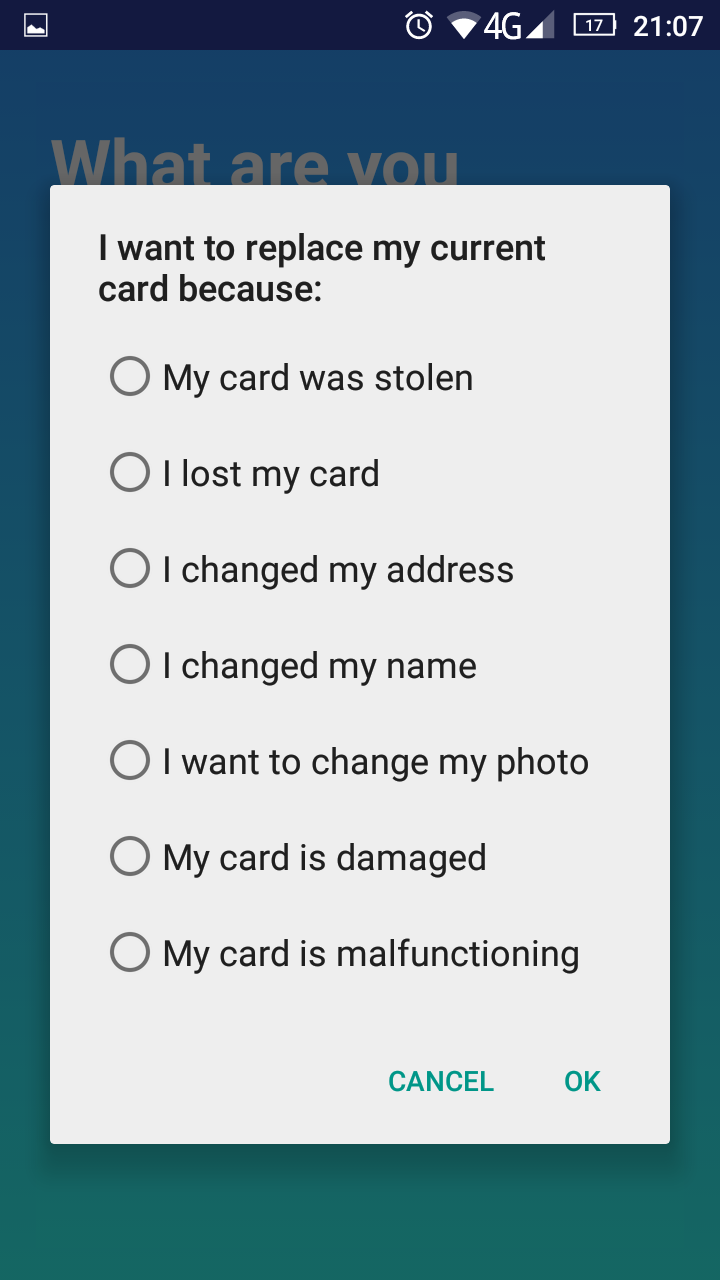 4G 17 21:07
What are you
I want to replace my current
card because:
My card was stolen
I lost my card
I changed my address
I changed my name
I want to change my photo
My card is damaged
My card is malfunctioning
CANCEL OK